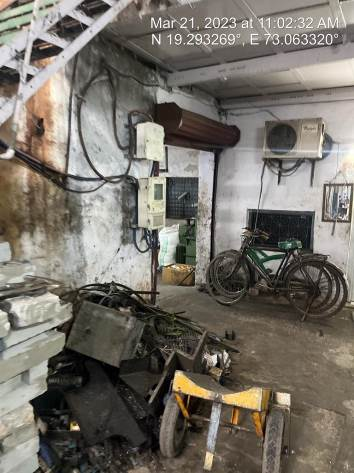 Mar 21, 2023 at 11:02:32 AM
N 19.293269°, E 73.063320°